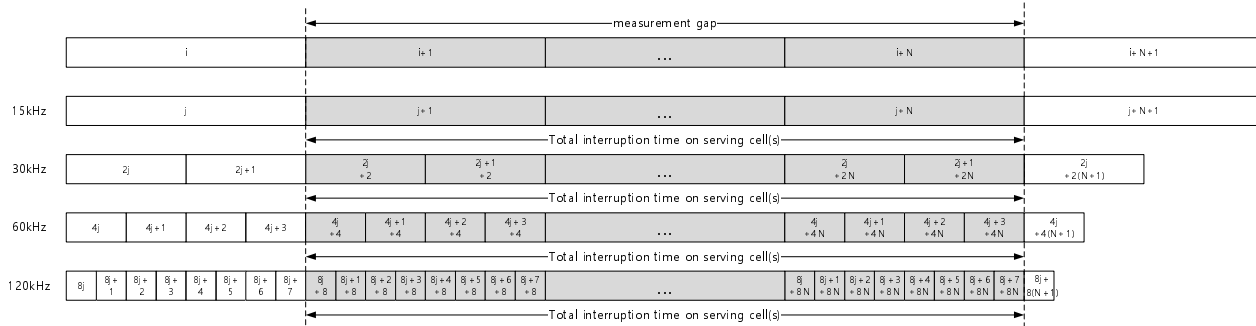 measurement gap
i i+1 ... i+N i+N+1
15kHz j j+1 ... j+N j+N+1
Total interruption time on serving cell(s)
30kHz 2j 2j+1 2j +2 2j+1 +2 ... 2j +2N 2j+1 +2N 2j +2(N+1)
Total interruption time on serving cell(s)
60kHz 4j 4j+1 4j+2 4j+3 4j +4 4j+1 +4 4j+2 +4 4j+3 +4 ... 4j +4N 4j+1 +4N 4j+2 +4N 4j+3 +4N 4j +4(N+1)
Total interruption time on serving cell(s)
120kHz 8j 8j+1 8j+2 8j+3 8j+4 8j+5 8j+6 8j+7 8j +8 8j+1 +8 8j+2 +8 8j+3 +8 8j+4 +8 8j+5 +8 8j+6 +8 8j+7 +8 ... 8j +8N 8j+1 +8N 8j+2 +8N 8j+3 +8N 8j+4 +8N 8j+5 +8N 8j+6 +8N 8j+7 +8N 8j+ 8(N+1)
Total interruption time on serving cell(s)